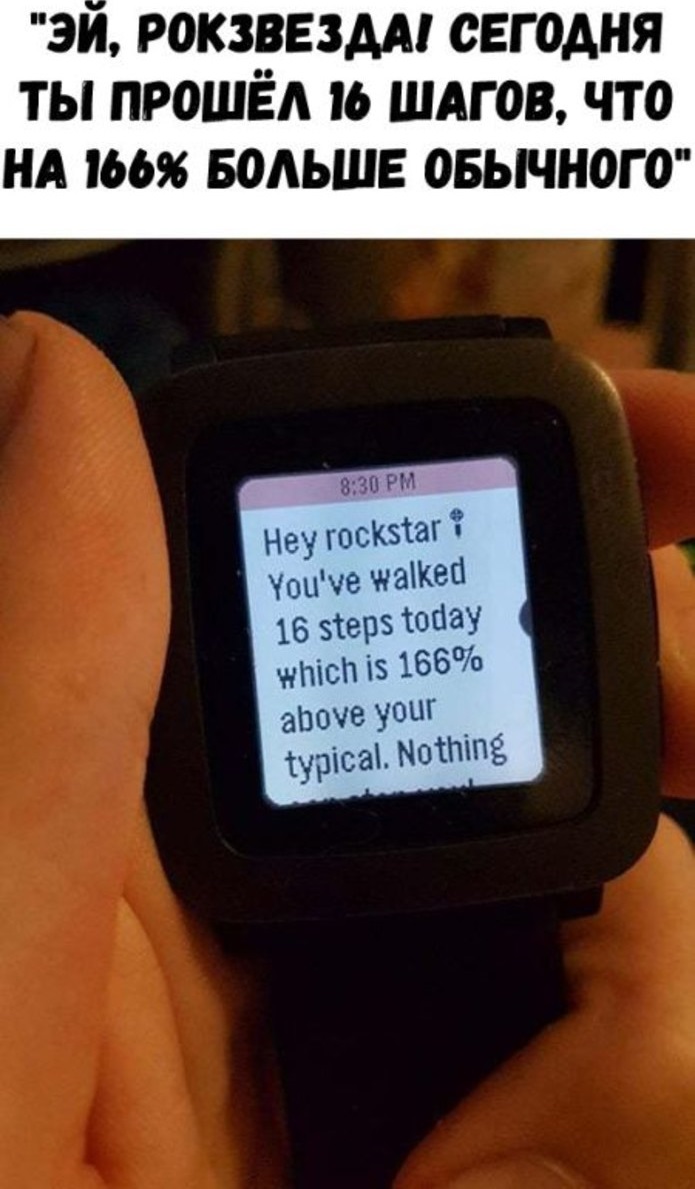 "ЭЙ, РОКЗВЕЗДА! СЕГОДНЯ
ТЫ ПРОШЁЛ 16 ШАГОВ, ЧТО
НА 166% БОЛЬШЕ ОБЫЧНОГО"
8:30 PM
Hey rockstar
You've walked
16 steps today
which is 166%
above your
typical. Nothing